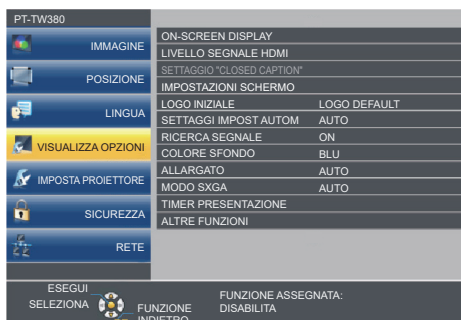 PT-TW380
IMMAGINE
POSIZIONE
LINGUA
VISUALIZZA OPZIONI
IMPOSTA PROIETTORE
SICUREZZA
RETE
ON-SCREEN DISPLAY
LIVELLO SEGNALE HDMI
SETTAGGIO "CLOSED CAPTION"
IMPOSTAZIONI SCHERMO
LOGO INIZIALE LOGO DEFAULT
SETTAGGI IMPOST AUTOM AUTO
RICERCA SEGNALE ON
COLORE SFONDO BLU
ALLARGATO AUTO
MODO SXGA AUTO
TIMER PRESENTAZIONE
ALTRE FUNZIONI
ESEGUI
SELEZIONA
FUNZIONE
INDIETRO
FUNZIONE ASSEGNATA:
DISABILITA